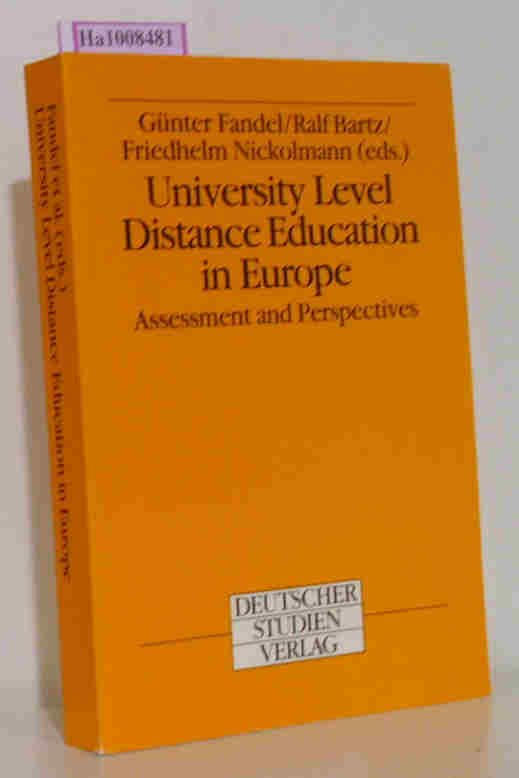 Ha1008481
Günter Fandel/Ralf Bartz/
Friedhelm Nickolmann (eds.)
University Level
Distance Education
in Europe
Assessment and Perspectives
DEUTSCHER
STUDIEN
VERLAG
Fandel et al. (eds.)
University Level Distance Education in Europe